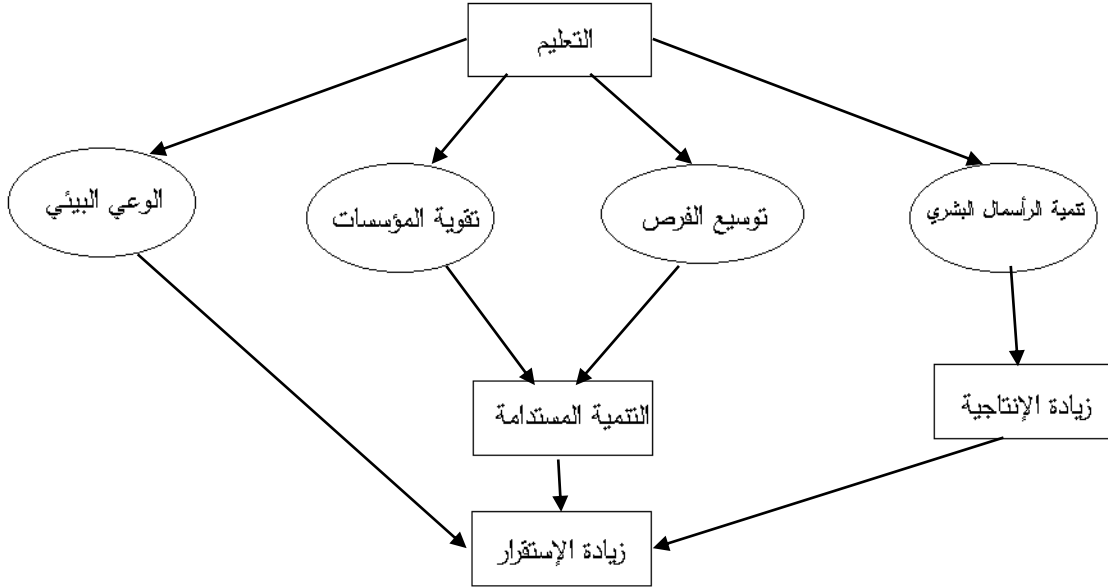 التعليم
تنمية الرأسمال البشري
توسيع الفرص
تقوية المؤسسات
الوعي البيئي
زيادة الإنتاجية
التنمية المستدامة
زيادة الإستقرار